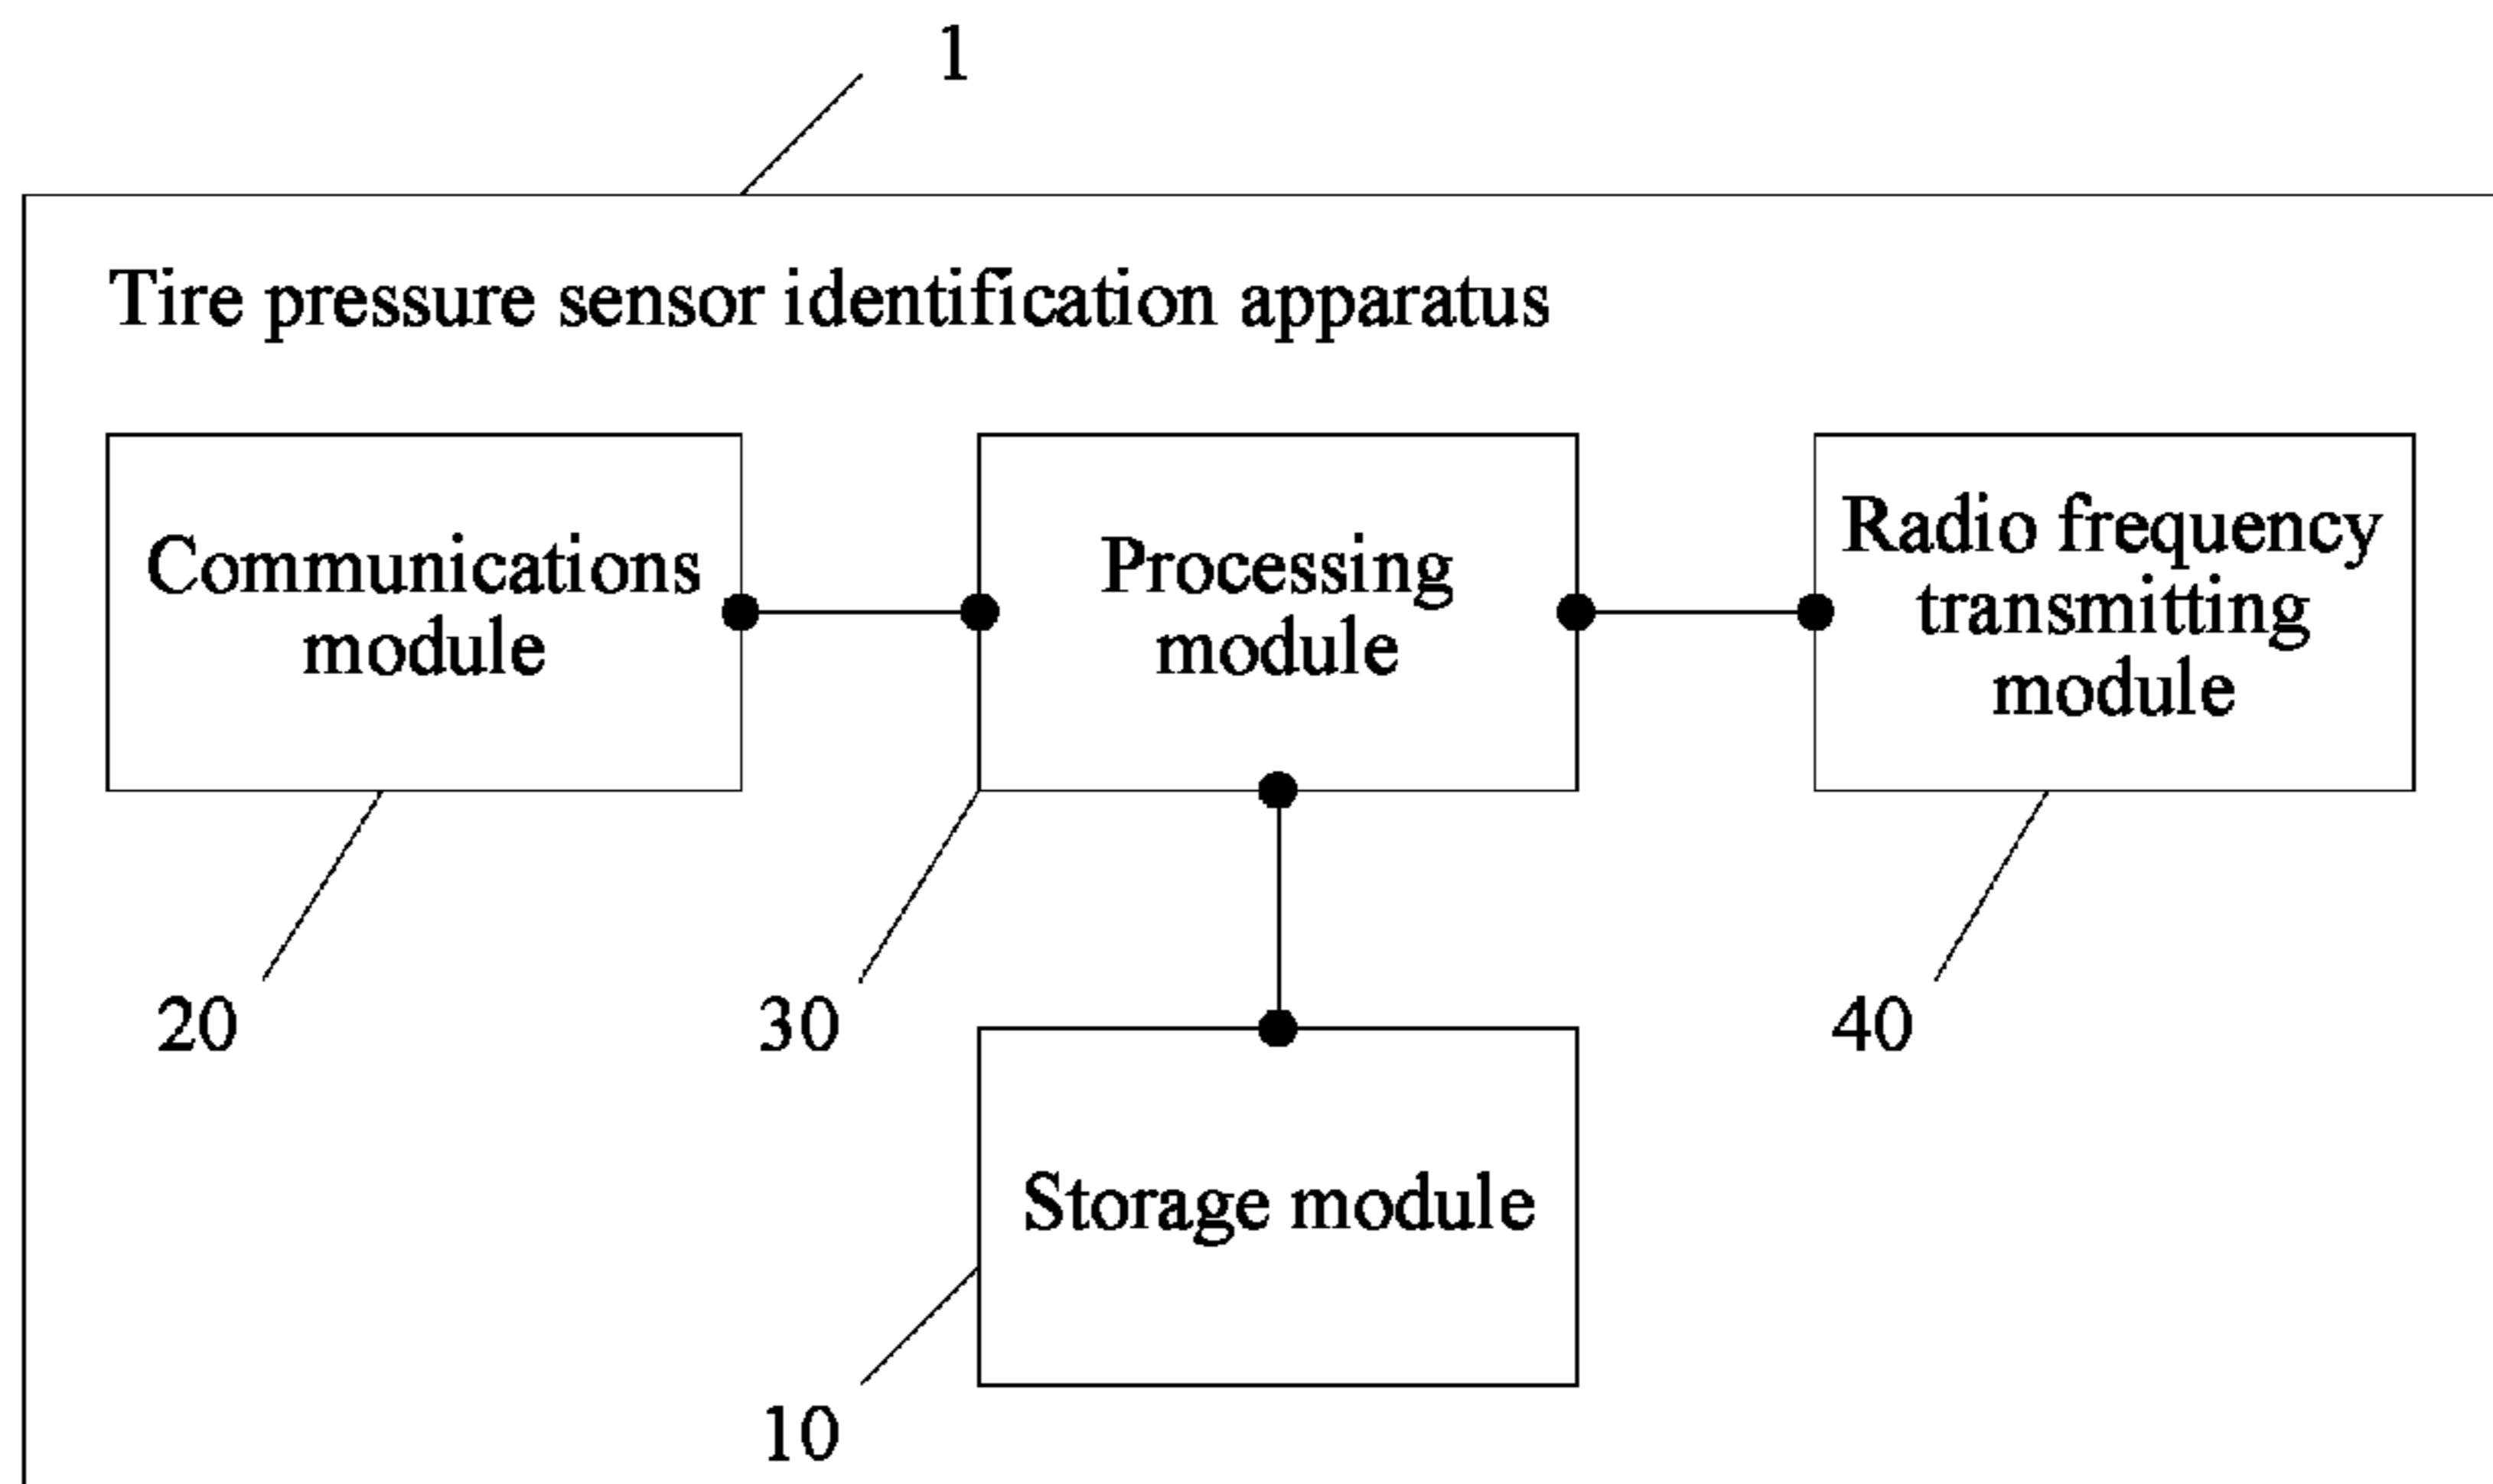 1
Tire pressure sensor identification apparatus
Communications
module
Processing
module
Radio frequency
transmitting
module
20
30
40
Storage module
10